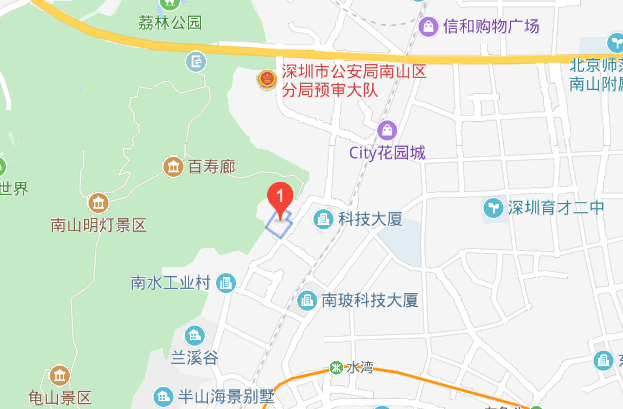 荔林公园
信和购物广场
深圳市公安局南山区
分局预审大队
北京师范
南山附属
City花园城
百寿廊
世界
1
南山明灯景区
科技大厦
深圳育才二中
南水工业村
南玻科技大厦
兰溪谷
水湾
龟山景区
半山海景别墅